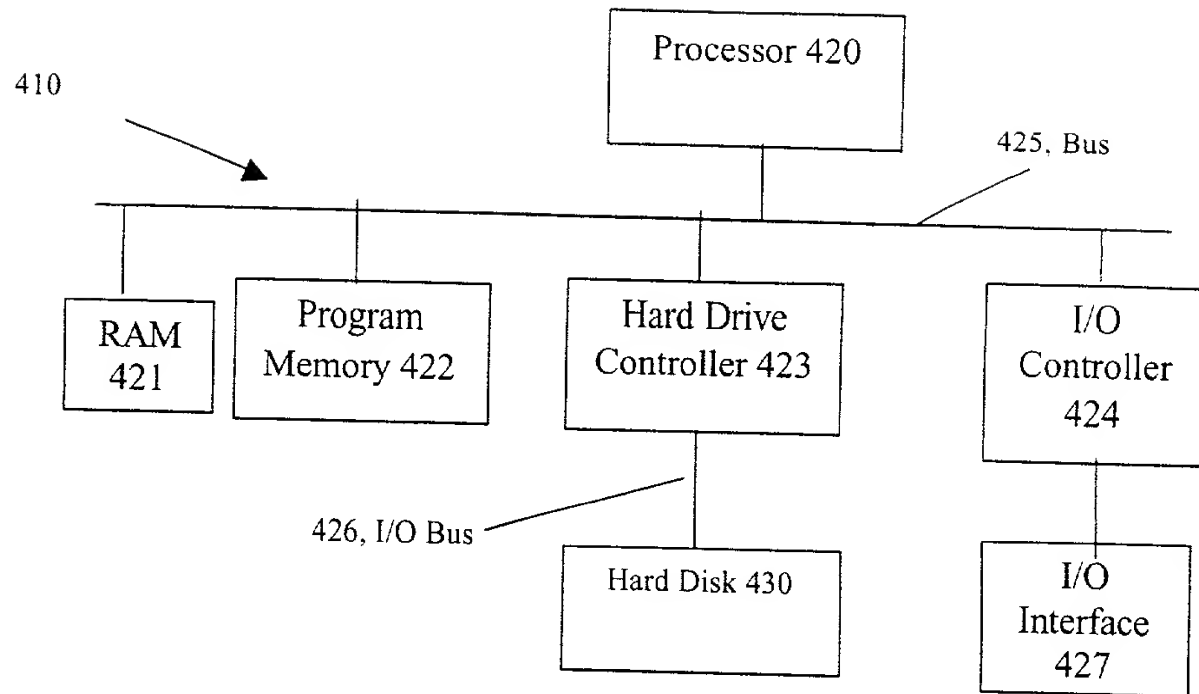 Processor 420
410
425, Bus
RAM
421
Program
Memory 422
Hard Drive
Controller 423
I/O
Controller
424
426, I/O Bus
Hard Disk 430
I/O
Interface
427